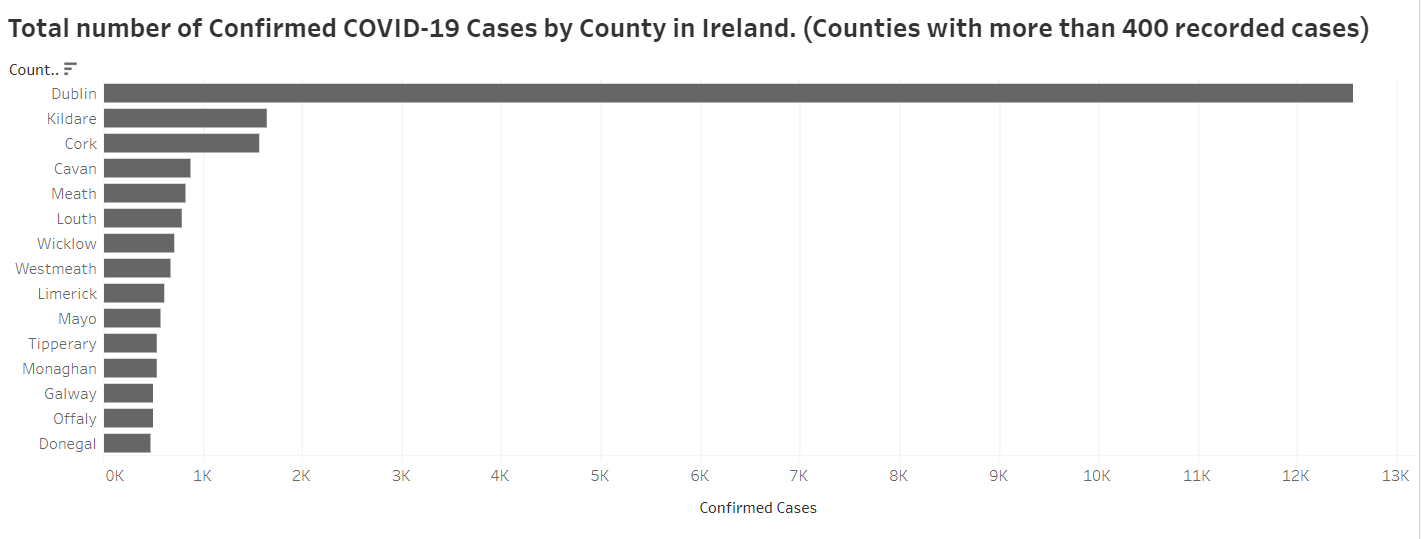 Total number of Confirmed COVID-19 Cases by County in Ireland. (Counties with more than 400 recorded cases)
Count..
Dublin
Kildare
Cork
Cavan
Meath
Louth
Wicklow
Westmeath
Limerick
Mayo
Tipperary
Monaghan
Galway
Offaly
Donegal
0K 1K 2K 3K 4K 5K 6K 7K 8K 9K 10K 11K 12K 13K
Confirmed Cases